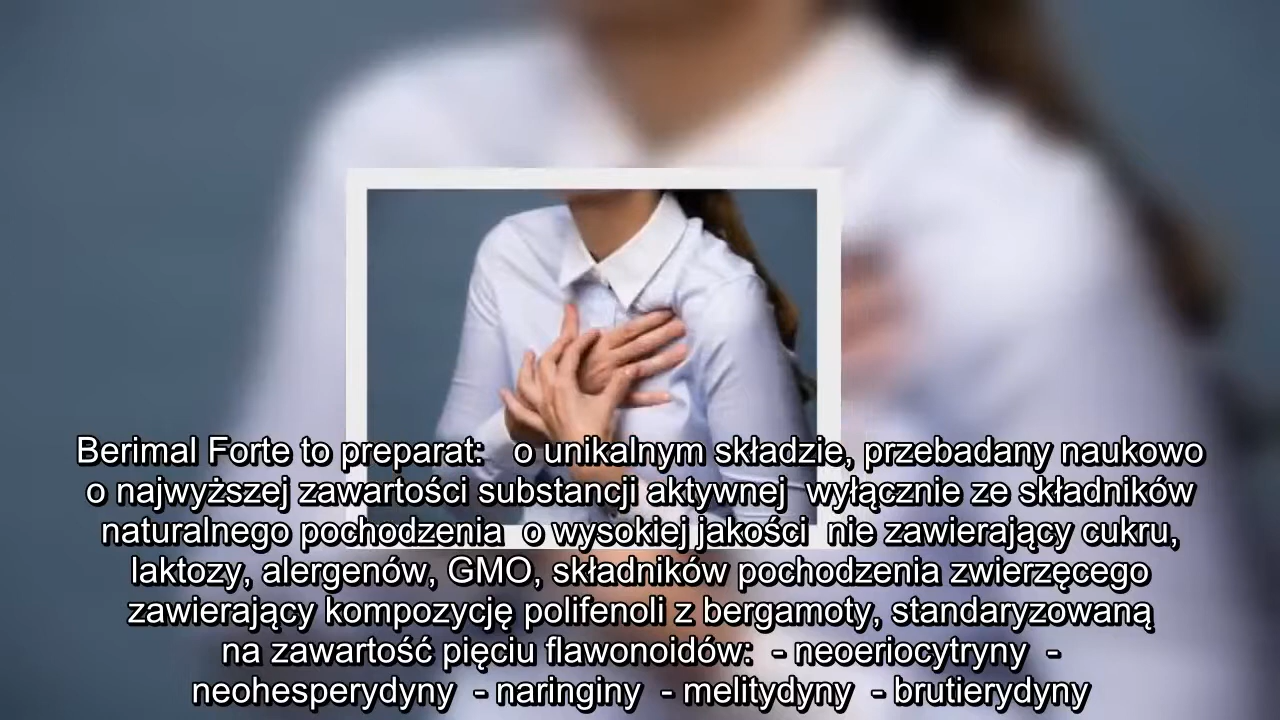 Berimal Forte to preparat:   o unikalnym składzie, przebadany naukowo
o najwyższej zawartości substancji aktywnej  wyłącznie ze składników
naturalnego pochodzenia  o wysokiej jakości  nie zawierający cukru,
laktozy, alergenów, GMO, składników pochodzenia zwierzęcego
zawierający kompozycję polifenoli z bergamoty, standaryzowaną
na zawartość pięciu flawonoidów:  - neoeriocytryny  -
neohesperydyny  - naringiny  - melitydyny  - brutierydyny